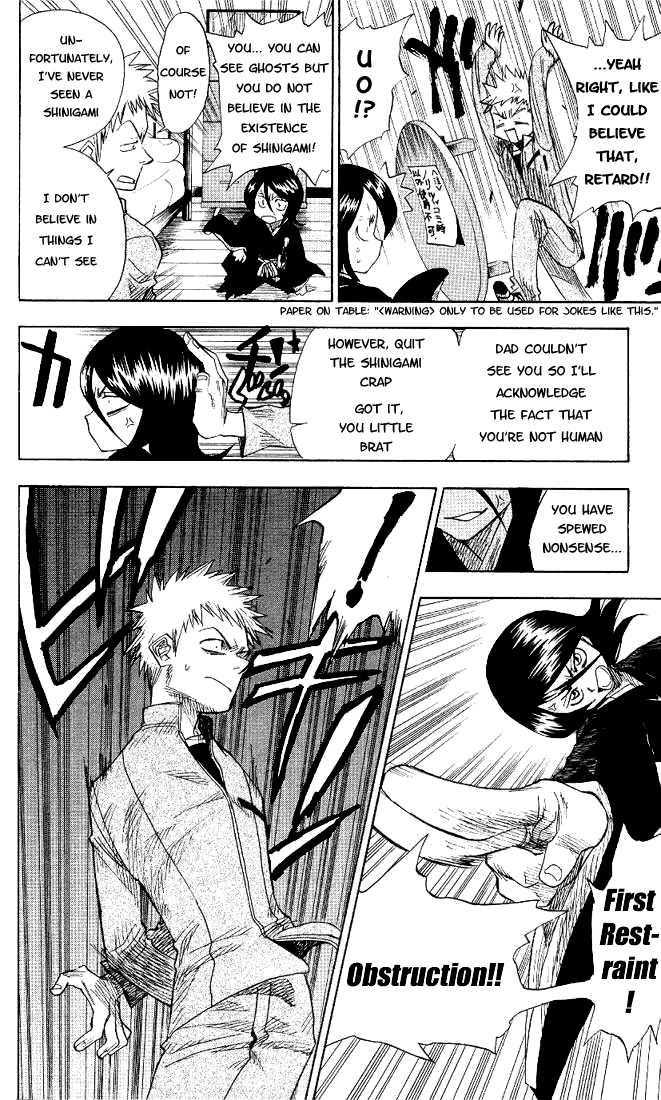 ...YEAH
RIGHT, LIKE
I COULD
BELIEVE
THAT,
RETARD!!
U
O!?
YOU... YOU CAN
SEE GHOSTS BUT
YOU DO NOT
BELIEVE IN THE
EXISTENCE
OF SHINIGAMI!
OF
COURSE
NOT!
UN-
FORTUNATELY,
I'VE NEVER
SEEN A
SHINIGAMI
I DON'T
BELIEVE IN
THINGS I
CAN'T SEE
PAPER ON TABLE: "<WARNING> ONLY TO BE USED FOR JOKES LIKE THIS."
DAD COULDN'T
SEE YOU SO I'LL
ACKNOWLEDGE
THE FACT THAT
YOU'RE NOT HUMAN
HOWEVER, QUIT
THE SHINIGAMI
CRAP
GOT IT,
YOU LITTLE
BRAT
YOU HAVE
SPEWED
NONSENSE...
First
Rest-
raint
!
Obstruction!!